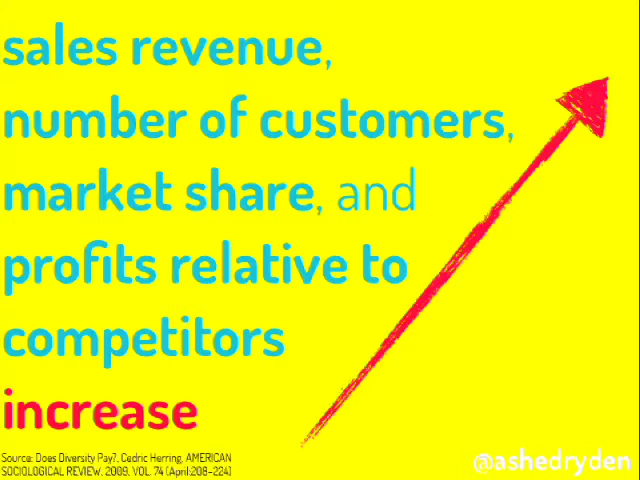 sales revenue,
number of customers,
market share, and
profits relative to
competitors
increase
Source: Does Diversity Pay?, Cedric Herring, AMERICAN
SOCIOLOGICAL REVIEW, 2009, VOL. 74 (April:208-224)
@ashedryden